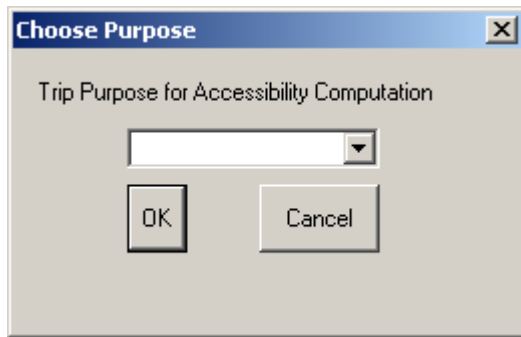 Choose Purpose
Trip Purpose for Accessibility Computation
OK
Cancel